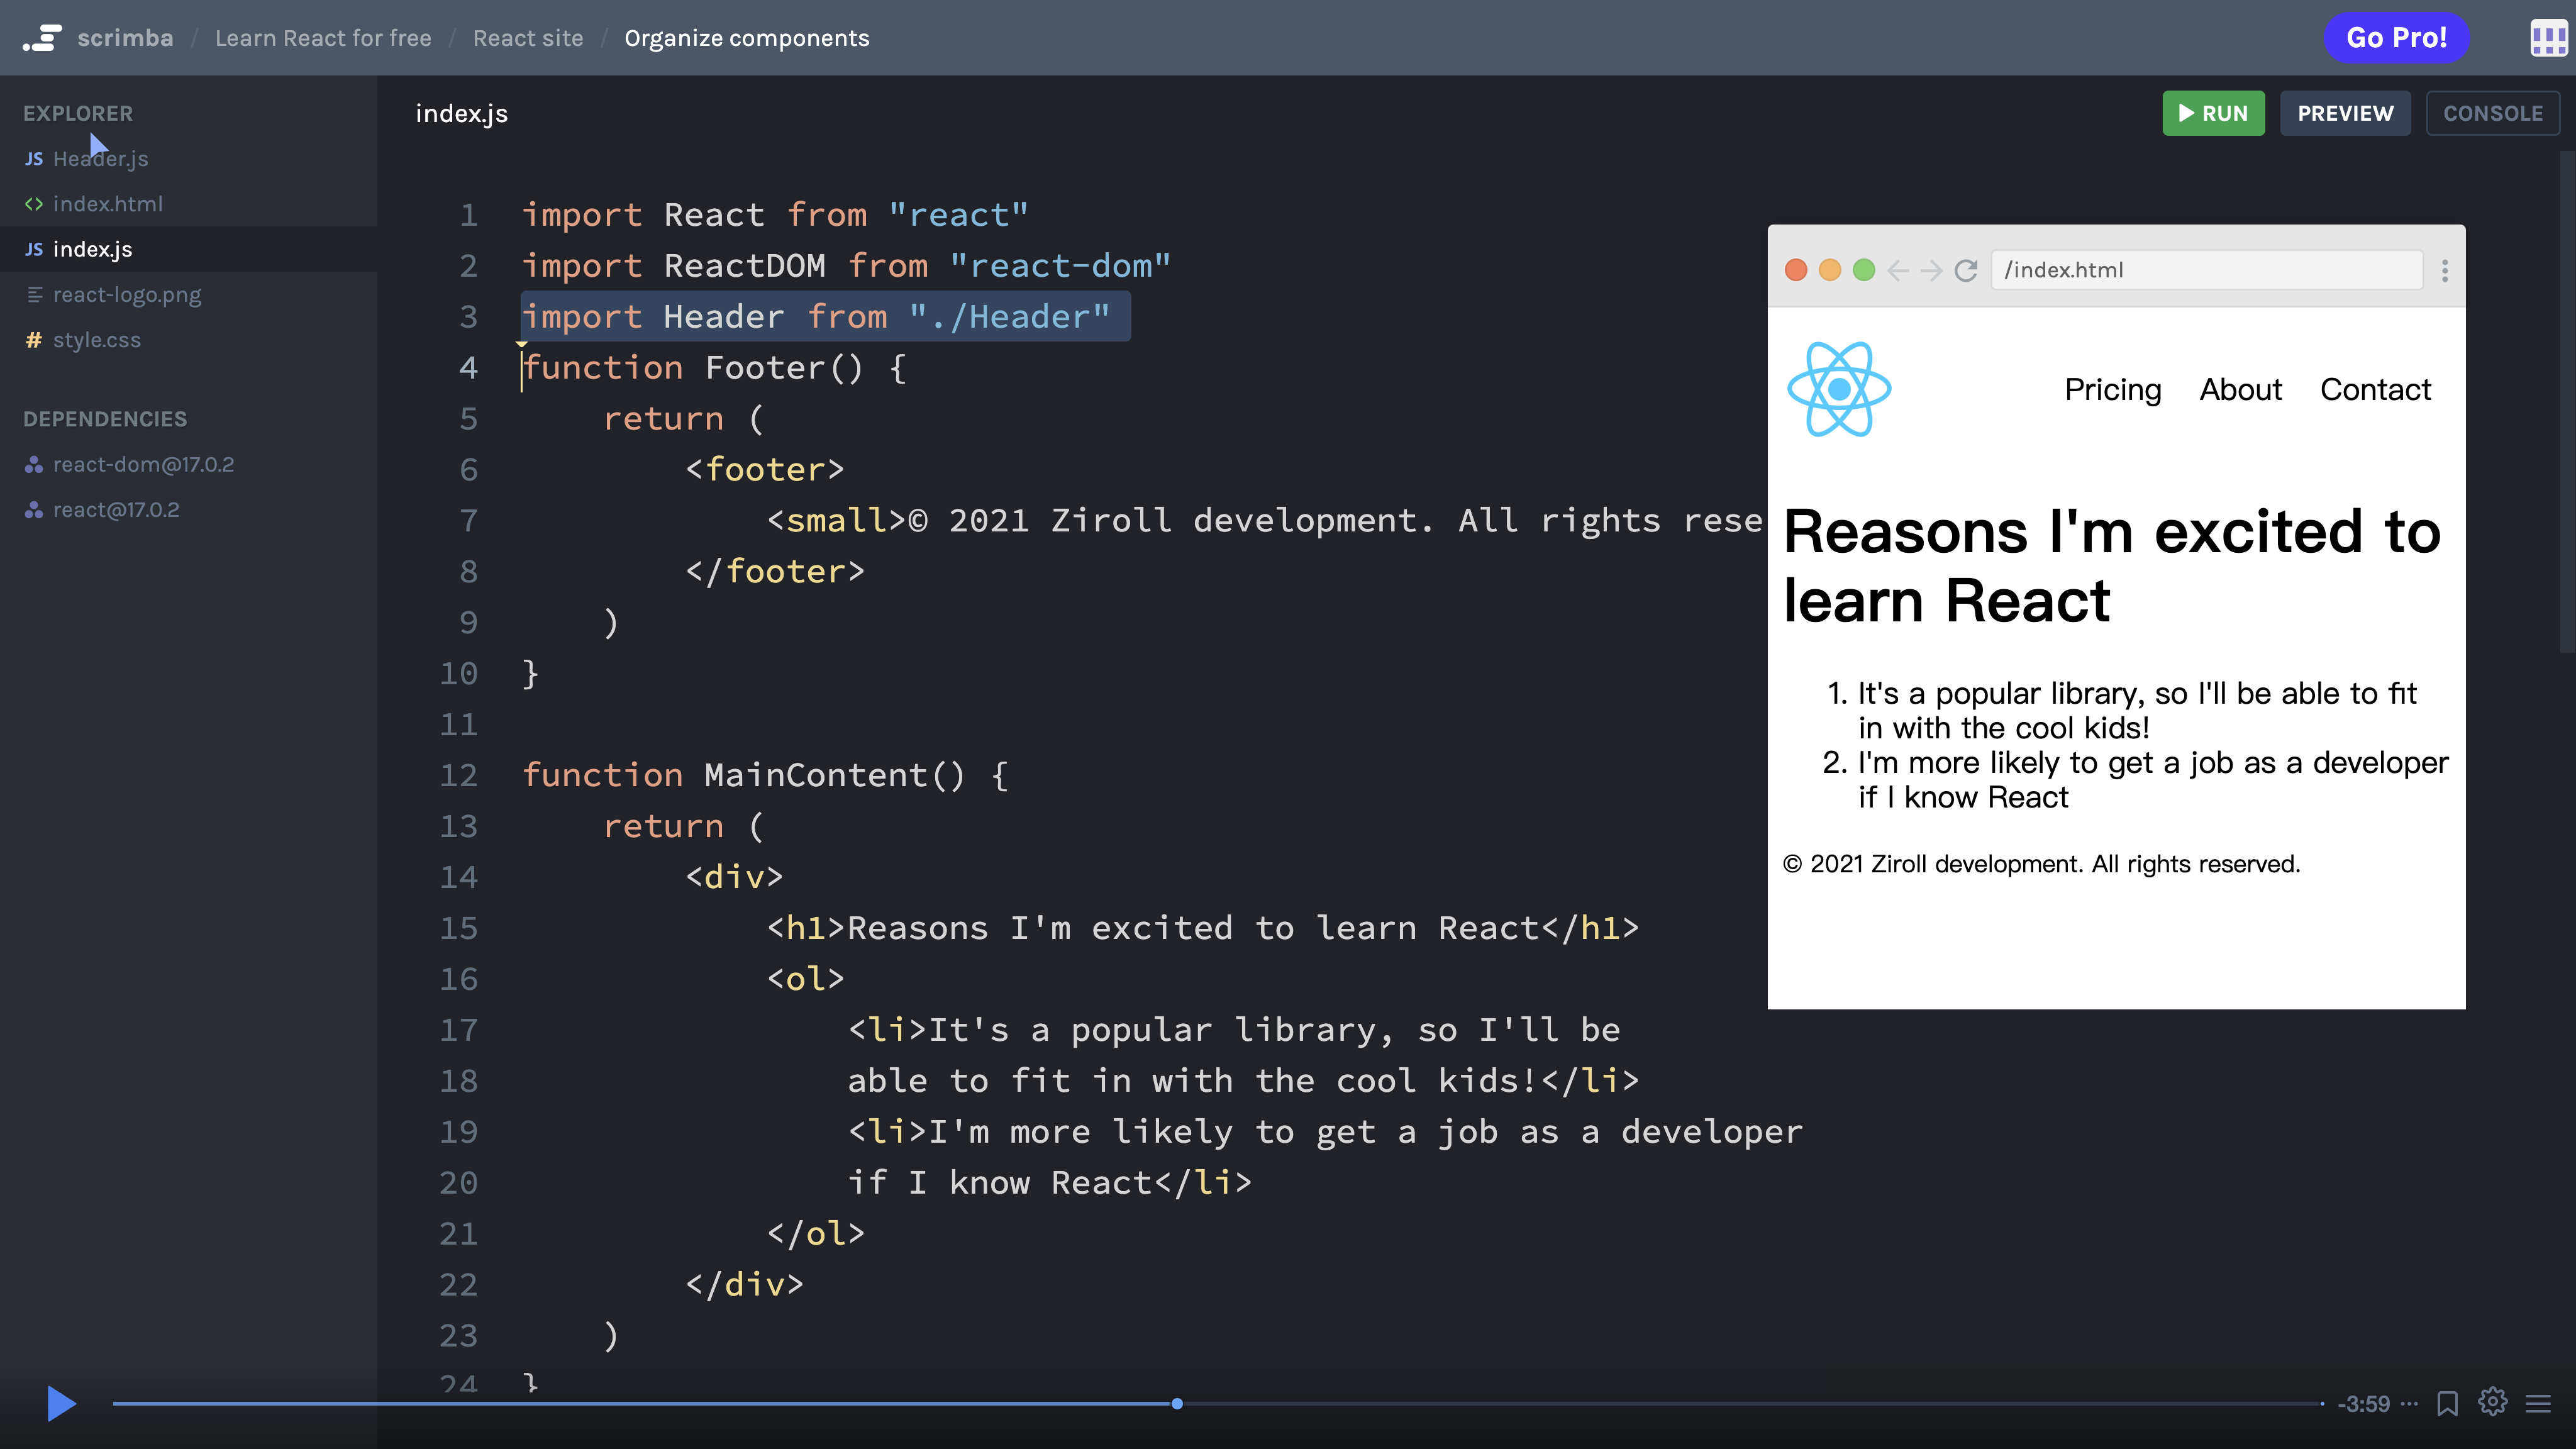 scrimba / Learn React for free / React site / Organize components
Go Pro!
EXPLORER
JS Header.js
<> index.html
JS index.js
react-logo.png
# style.css
DEPENDENCIES
react-dom@17.0.2
react@17.0.2
index.js
RUN
PREVIEW
CONSOLE
1 import React from "react"
2 import ReactDOM from "react-dom"
3 import Header from "./Header"
4 function Footer() {
5 return (
6 <footer>
7 <small>© 2021 Ziroll development. All rights rese
8 </footer>
9 )
10 }
11
12 function MainContent() {
13 return (
14 <div>
15 <h1>Reasons I'm excited to learn React</h1>
16 <ol>
17 <li>It's a popular library, so I'll be
18 able to fit in with the cool kids!</li>
19 <li>I'm more likely to get a job as a developer
20 if I know React</li>
21 </ol>
22 </div>
23 )
24 }
/index.html
Pricing About Contact
Reasons I'm excited to
learn React
1. It's a popular library, so I'll be able to fit
in with the cool kids!
2. I'm more likely to get a job as a developer
if I know React
© 2021 Ziroll development. All rights reserved.
-3:59 ···